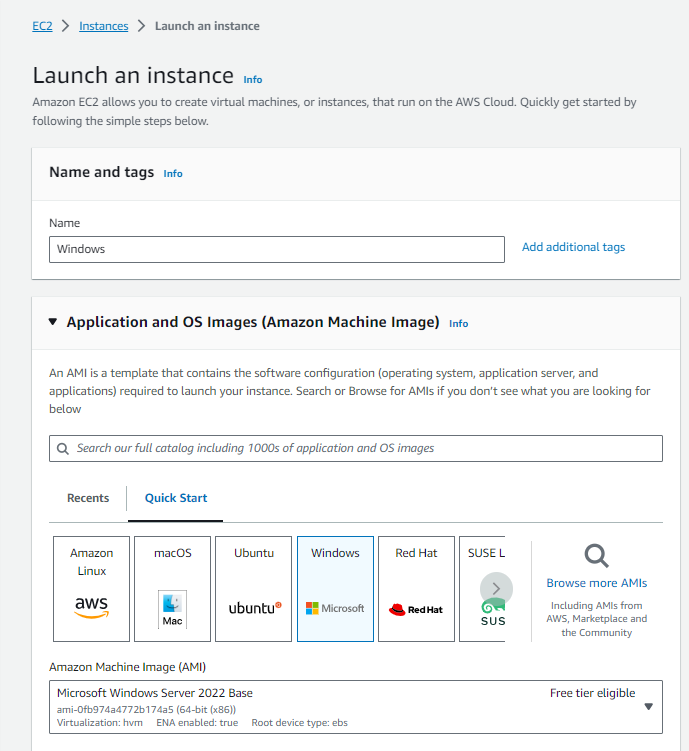 EC2 > Instances > Launch an instance
Launch an instance Info
Amazon EC2 allows you to create virtual machines, or instances, that run on the AWS Cloud. Quickly get started by
following the simple steps below.
Name and tags Info
Name
Windows
Add additional tags
Application and OS Images (Amazon Machine Image) Info
An AMI is a template that contains the software configuration (operating system, application server, and
applications) required to launch your instance. Search or Browse for AMIs if you don't see what you are looking for
below
Search our full catalog including 1000s of application and OS images
Recents
Quick Start
Amazon
Linux
aws
macOS
Mac
Ubuntu
ubuntu
Windows
Microsoft
Red Hat
Red Hat
SUSE L
SUS
Browse more AMIs
Including AMIs from
AWS, Marketplace and
the Community
Amazon Machine Image (AMI)
Microsoft Windows Server 2022 Base
Free tier eligible
ami-0fb974a4772b174a5 (64-bit (x86))
Virtualization: hvm ENA enabled: true Root device type: ebs